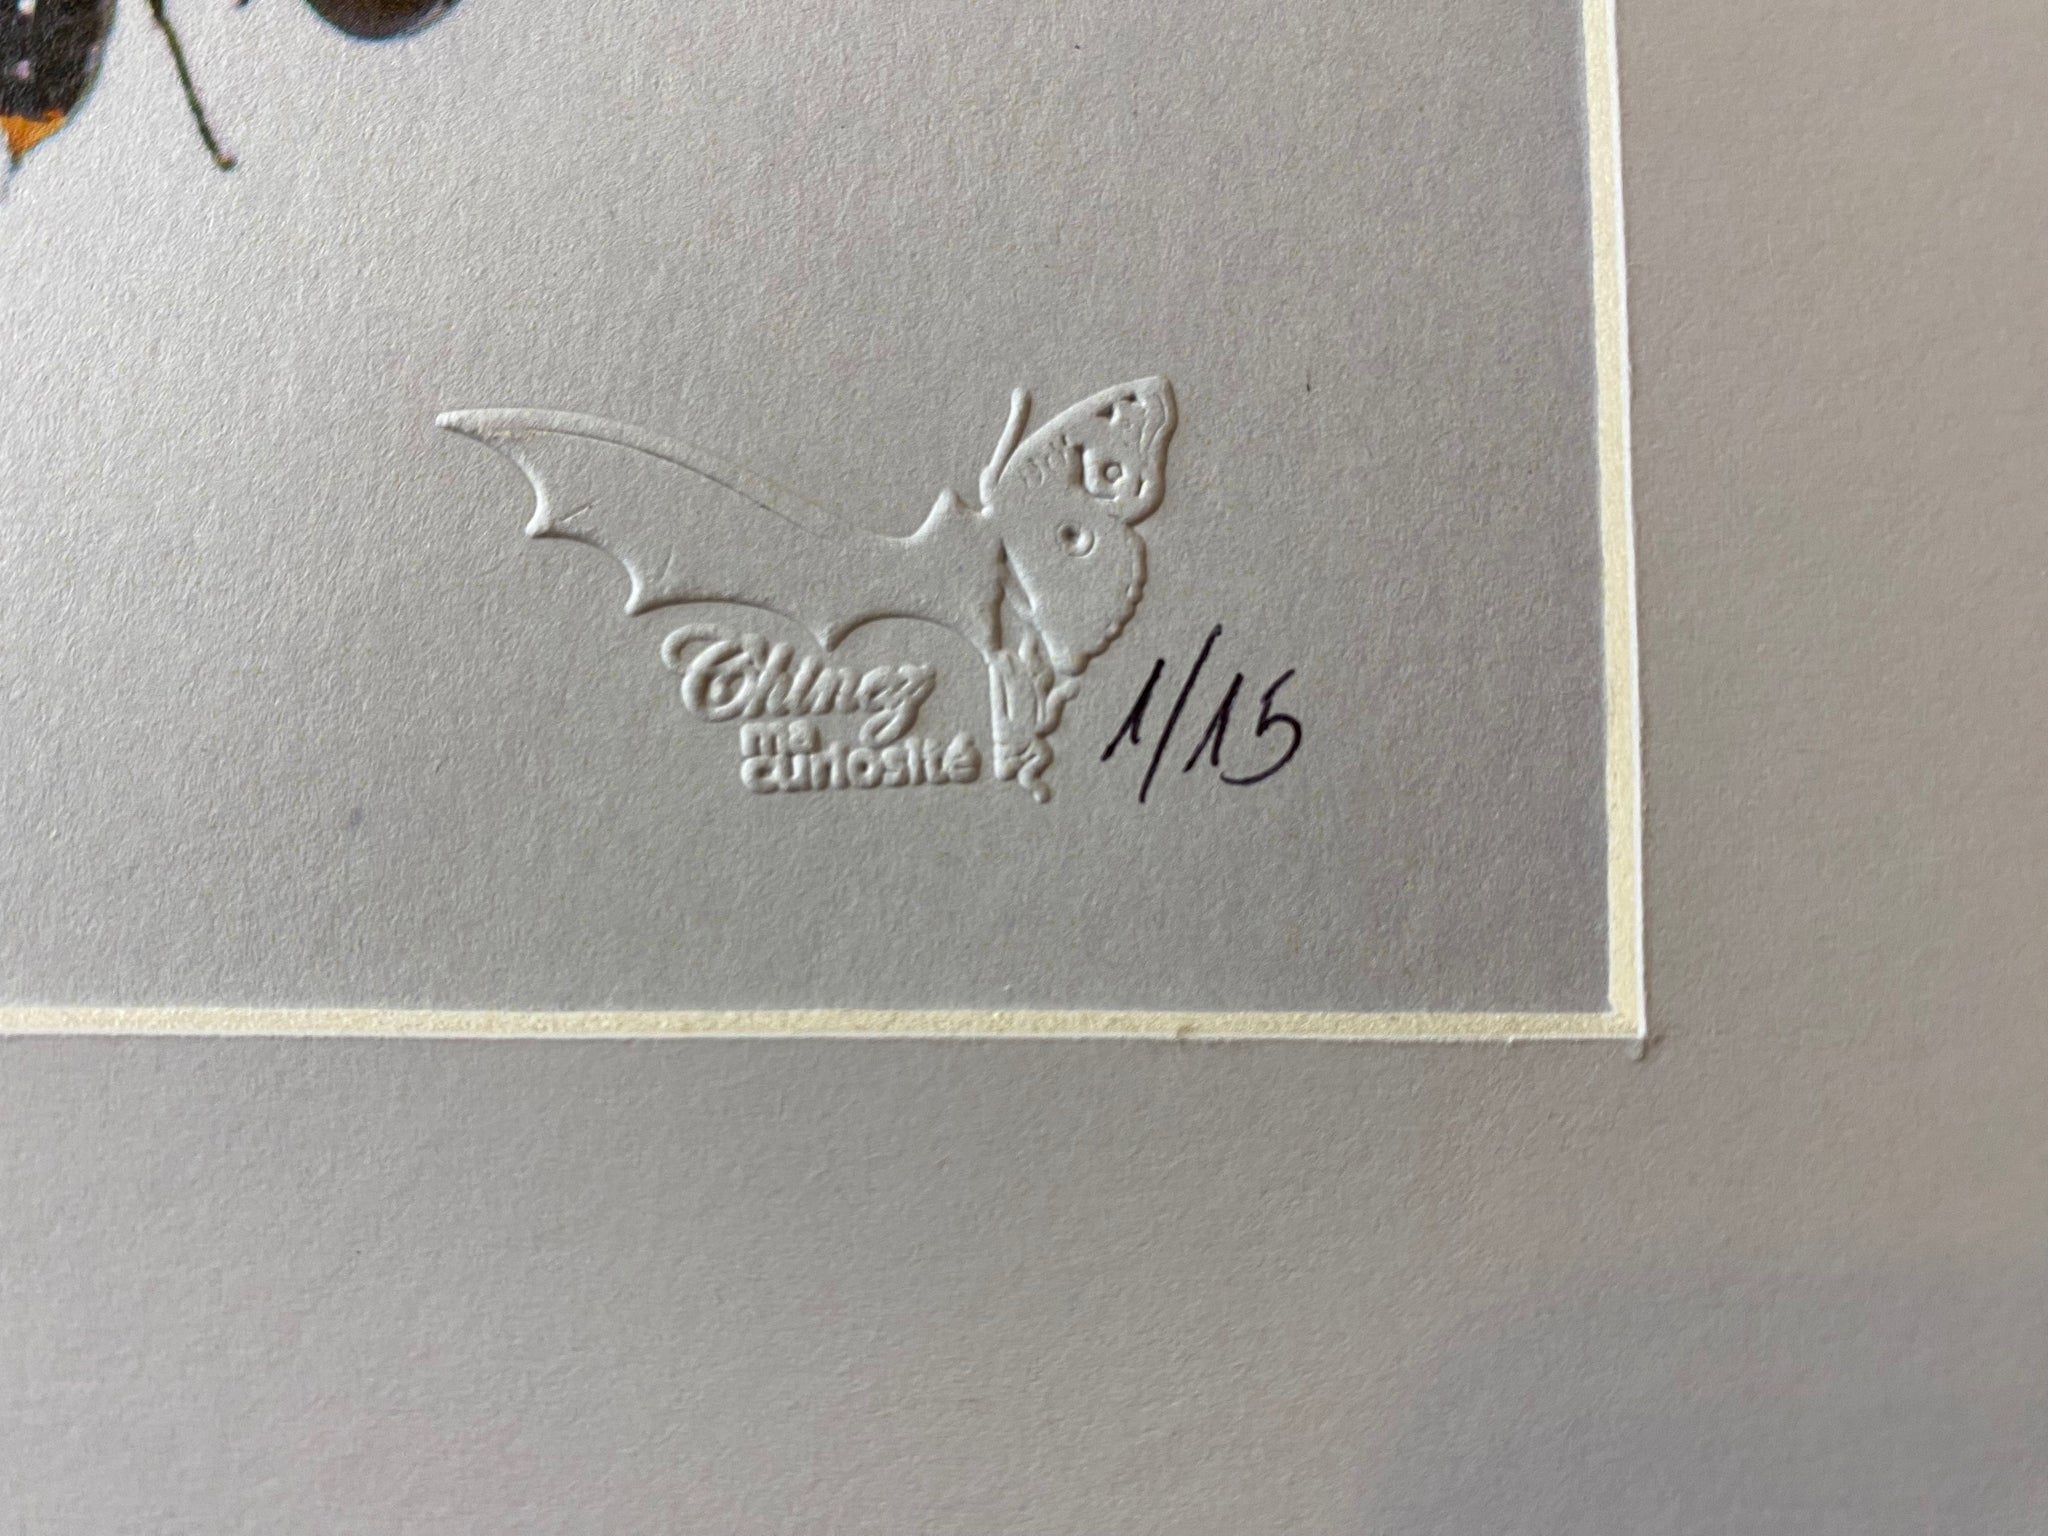 Chinez
ma
curiosité
1/15